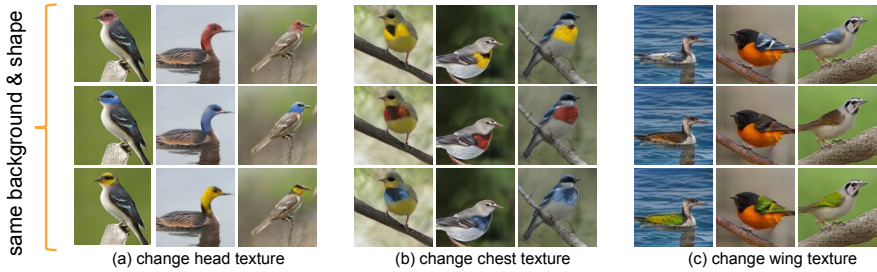 same background & shape
(a) change head texture
(b) change chest texture
(c) change wing texture